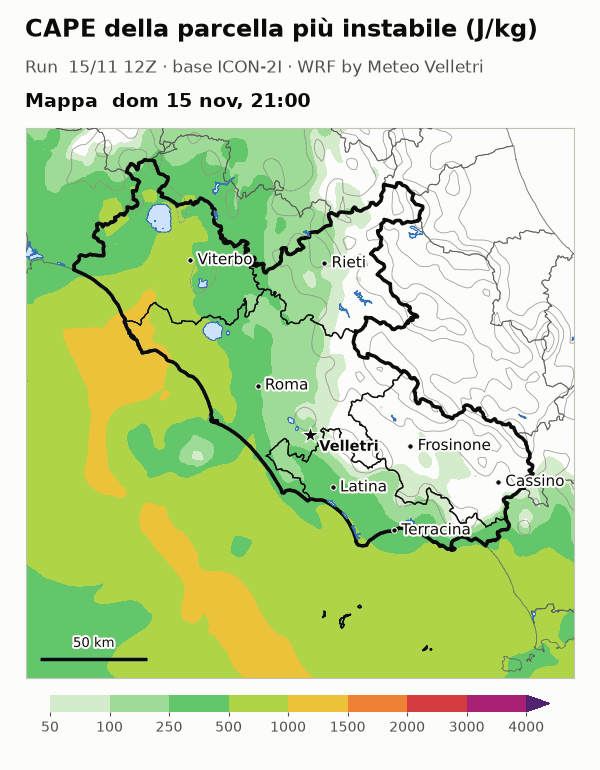 CAPE della parcella più instabile (J/kg)
Run  15/11 12Z · base ICON-2I · WRF by Meteo Velletri
Mappa  dom 15 nov, 21:00
Viterbo
Rieti
Roma
Velletri
Frosinone
Cassino
Latina
Terracina
50 km
50 100 250 500 1000 1500 2000 3000 4000